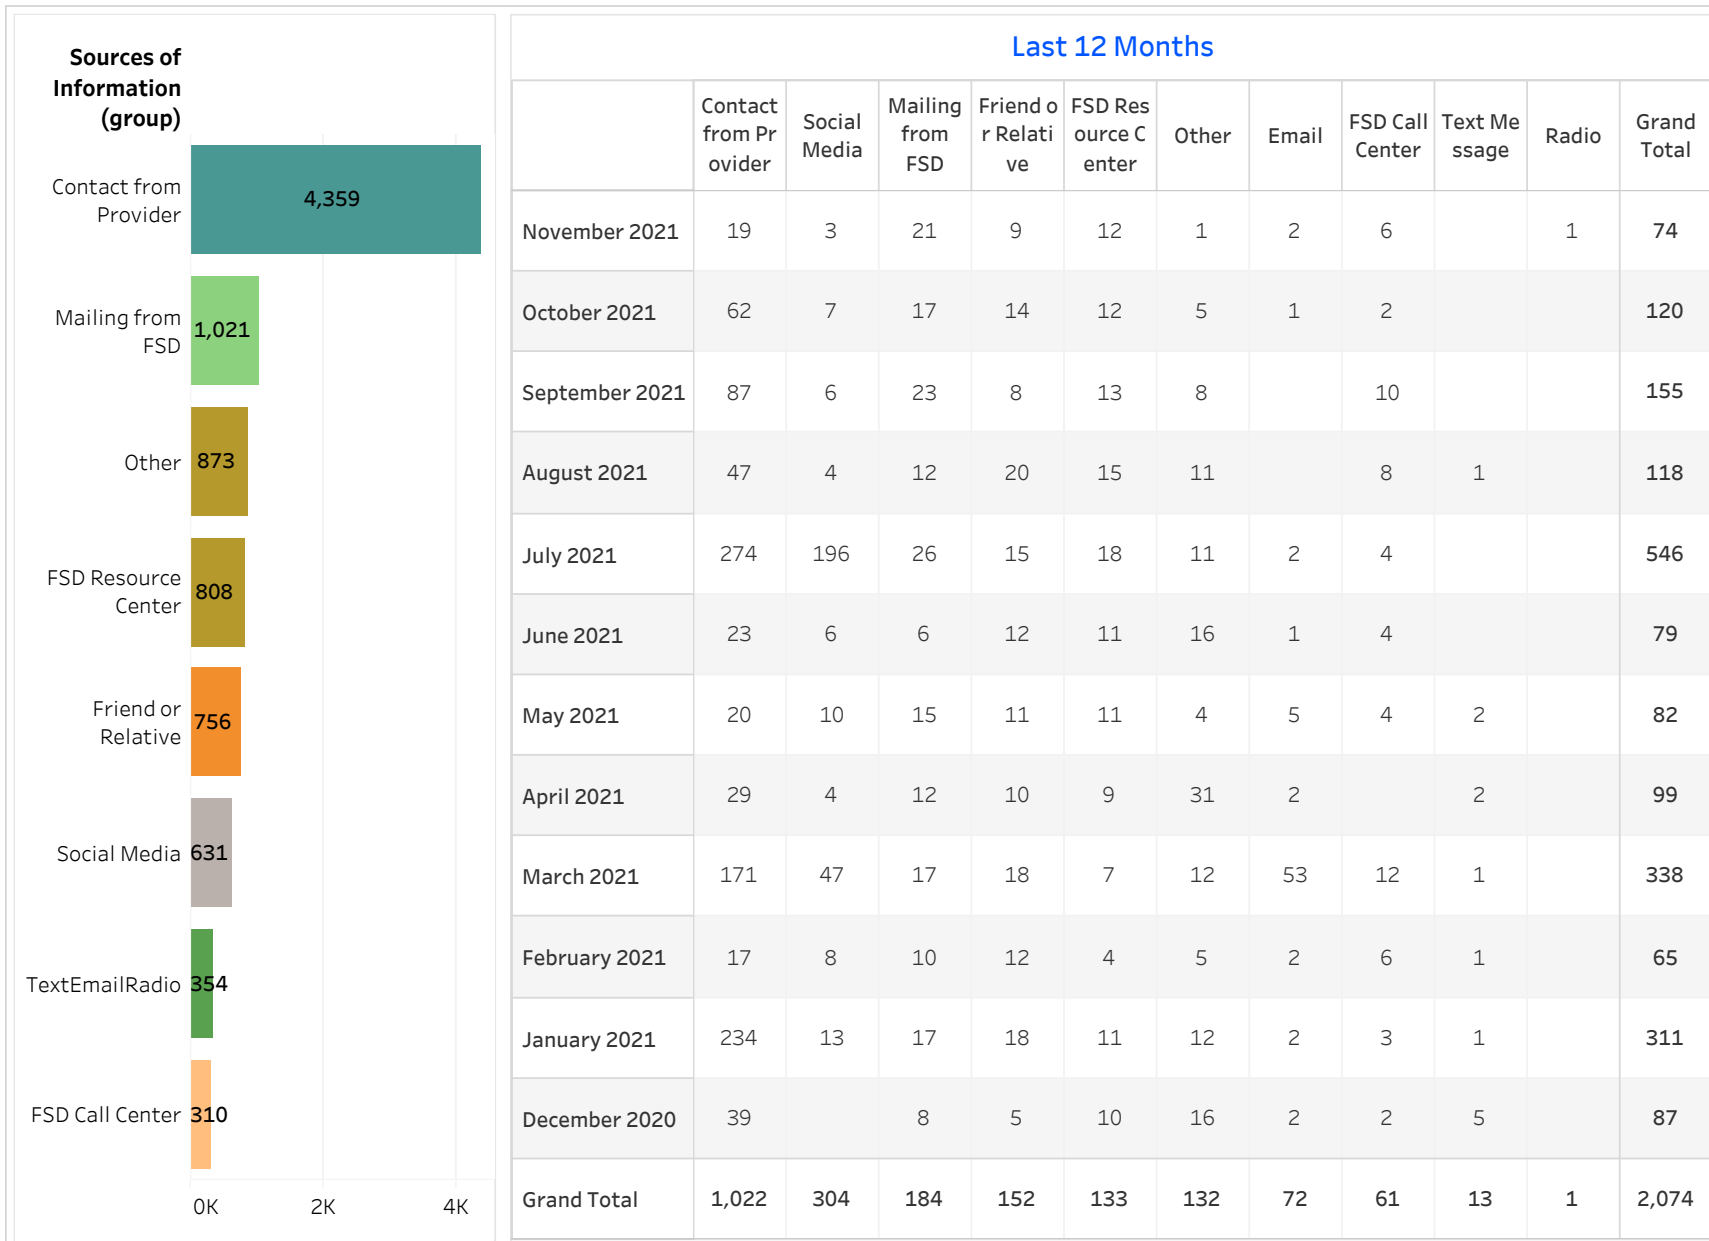 Sources of
Information
(group)
Contact from
Provider
4,359
Mailing from
FSD
1,021
Other
873
FSD Resource
Center
808
Friend or
Relative
756
Social Media
631
TextEmailRadio
354
FSD Call Center
310
0K 2K 4K
Last 12 Months
Contact
from Pr
ovider
Social
Media
Mailing
from
FSD
Friend o
r Relati
ve
FSD Res
ource C
enter
Other
Email
FSD Call
Center
Text Me
ssage
Radio
Grand
Total
November 2021 19 3 21 9 12 1 2 6 1 74
October 2021 62 7 17 14 12 5 1 2 120
September 2021 87 6 23 8 13 8 10 155
August 2021 47 4 12 20 15 11 8 1 118
July 2021 274 196 26 15 18 11 2 4 546
June 2021 23 6 6 12 11 16 1 4 79
May 2021 20 10 15 11 11 4 5 4 2 82
April 2021 29 4 12 10 9 31 2 2 99
March 2021 171 47 17 18 7 12 53 12 1 338
February 2021 17 8 10 12 4 5 2 6 1 65
January 2021 234 13 17 18 11 12 2 3 1 311
December 2020 39 8 5 10 16 2 2 5 87
Grand Total 1,022 304 184 152 133 132 72 61 13 1 2,074